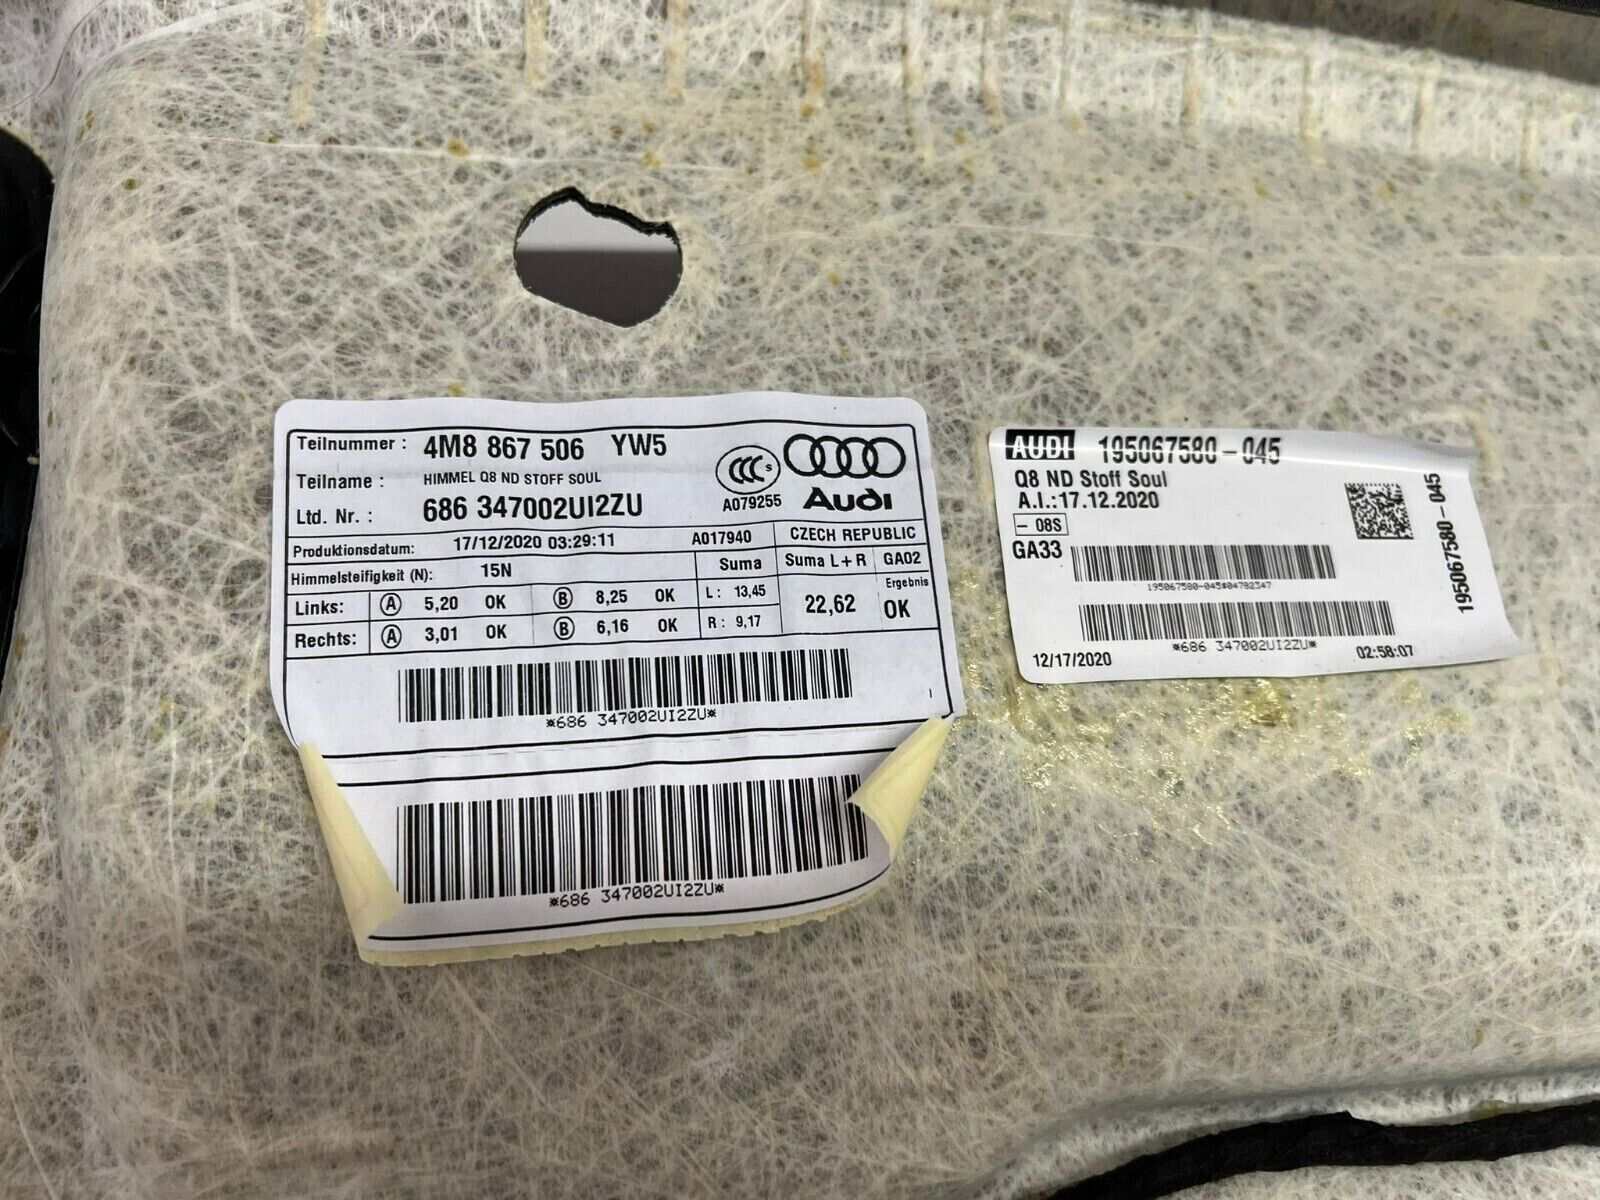 Teilnummer : 4M8 867 506 YW5
Teilname : HIMMEL Q8 ND STOFF SOUL
Ltd. Nr. : 686 347002UI2ZU
CCC S
A079255
Audi
Produktionsdatum: 17/12/2020 03:29:11 A017940 CZECH REPUBLIC
Himmelsteifigkeit (N): 15N Suma Suma L+R GA02
Links: A 5,20 OK B 8,25 OK L: 13,45 22,62 Ergebnis
Rechts: A 3,01 OK B 6,16 OK R: 9,17 OK
*686 347002UI2ZU*
*686 347002UI2ZU*
AUDI 195067580-045
Q8 ND Stoff Soul
A.I.:17.12.2020
- 08S
GA33
195067580-045#04782347
*686 347002UI2ZU*
12/17/2020 02:58:07
195067580-045